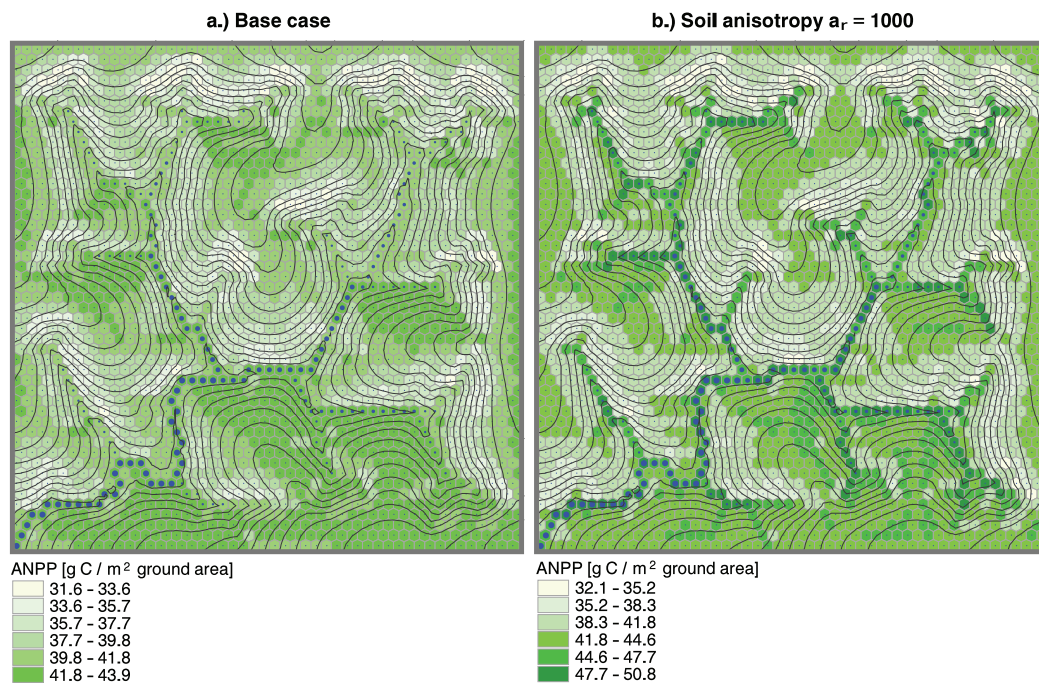 a.) Base case
b.) Soil anisotropy ar = 1000
ANPP [g C / m2 ground area]
31.6 – 33.6
33.6 – 35.7
35.7 – 37.7
37.7 – 39.8
39.8 – 41.8
41.8 – 43.9
ANPP [g C / m2 ground area]
32.1 – 35.2
35.2 – 38.3
38.3 – 41.8
41.8 – 44.6
44.6 – 47.7
47.7 – 50.8